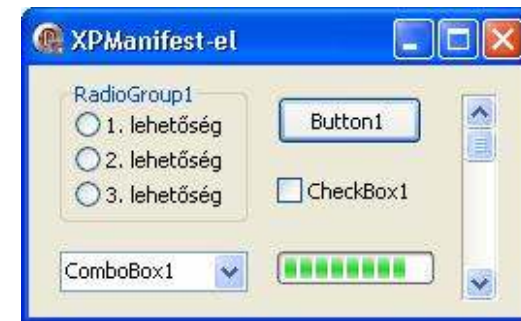 XPManifest-el
RadioGroup1
1. lehetőség
2. lehetőség
3. lehetőség
Button1
CheckBox1
ComboBox1